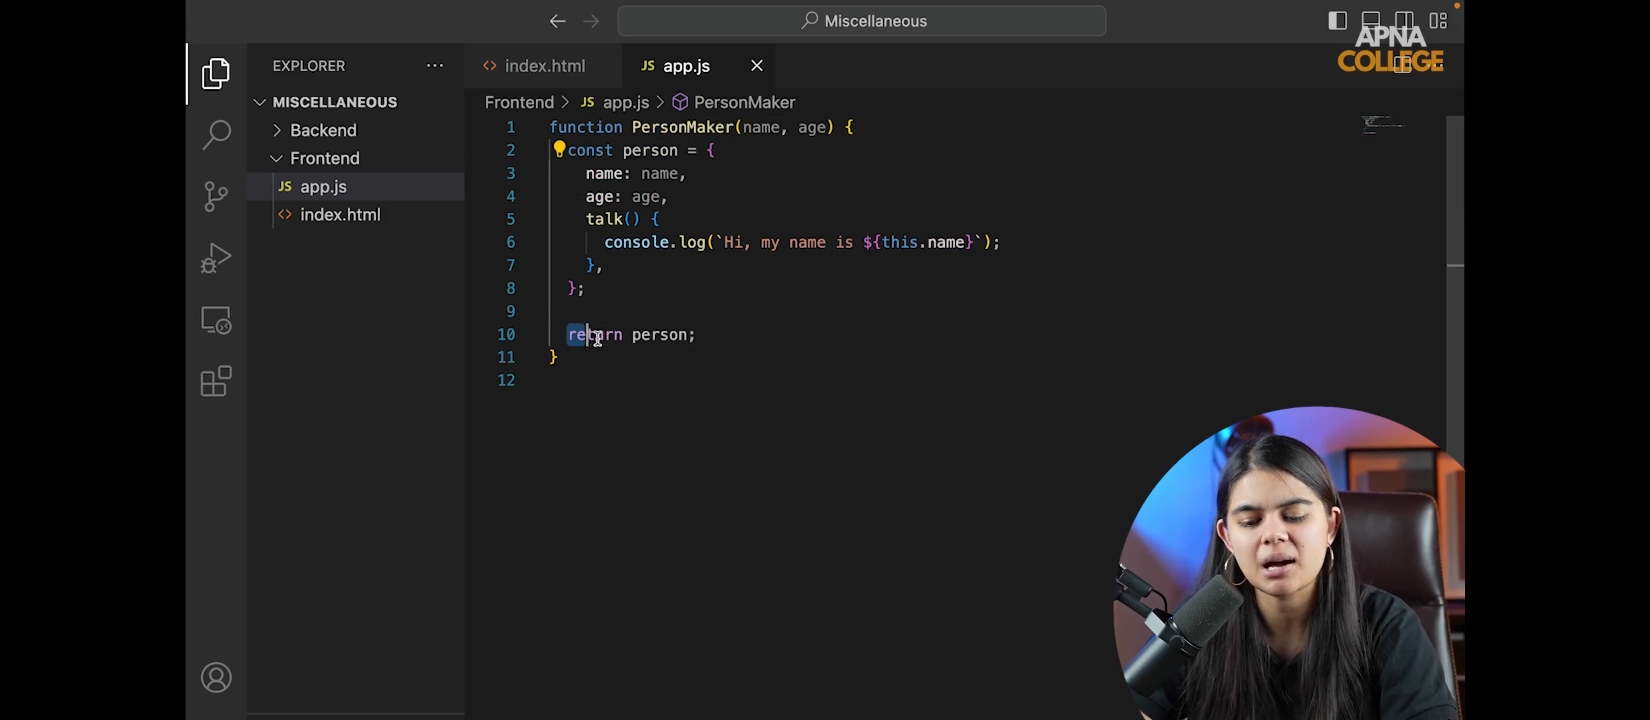 Miscellaneous
APNA
COLLEGE
EXPLORER
index.html
JS app.js
MISCELLANEOUS
Frontend > JS app.js > PersonMaker
Backend
Frontend
JS app.js
index.html
1 function PersonMaker(name, age) {
2 const person = {
3 name: name,
4 age: age,
5 talk() {
6 console.log(`Hi, my name is ${this.name}`);
7 },
8 };
9
10 return person;
11 }
12